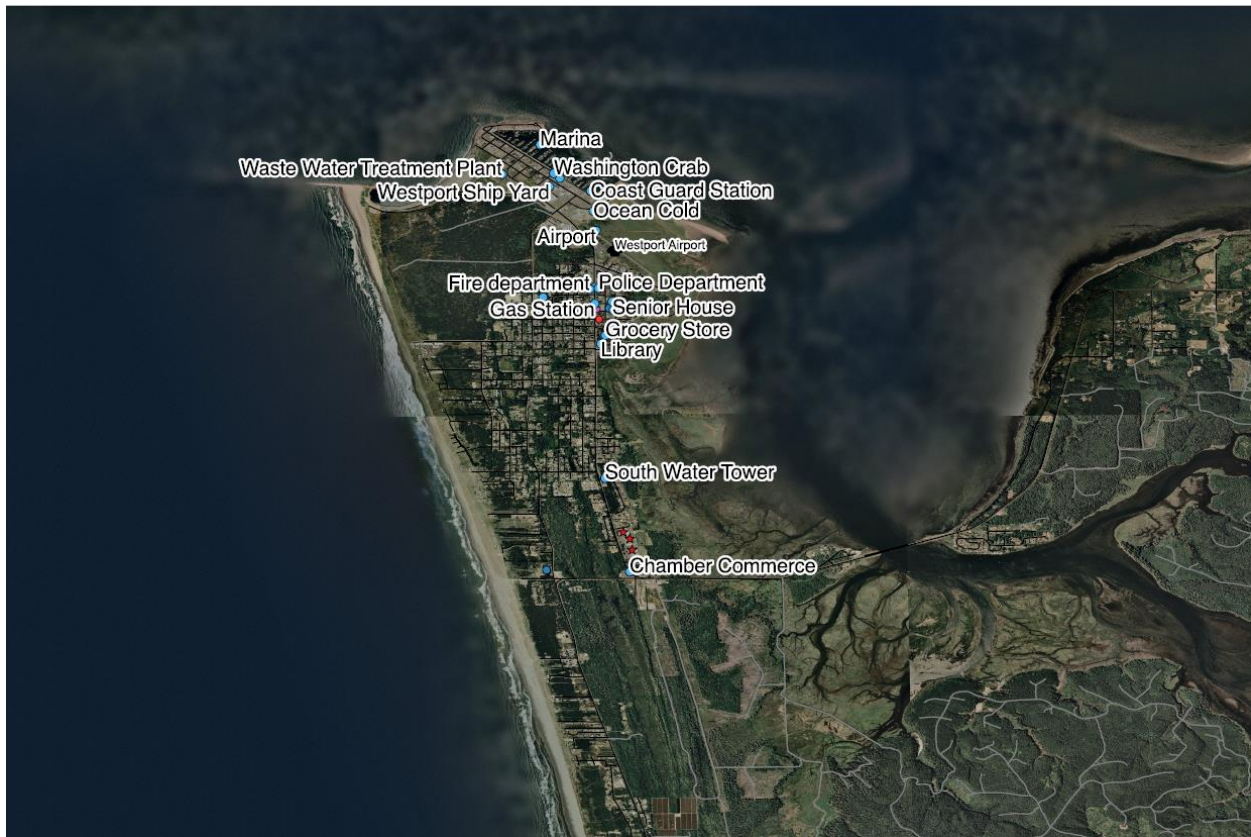 Marina
Waste Water Treatment Plant
Washington Crab
Westport Ship Yard
Coast Guard Station
Ocean Cold
Airport
Westport Airport
Fire department
Police Department
Gas Station
Senior House
Grocery Store
Library
South Water Tower
Chamber Commerce